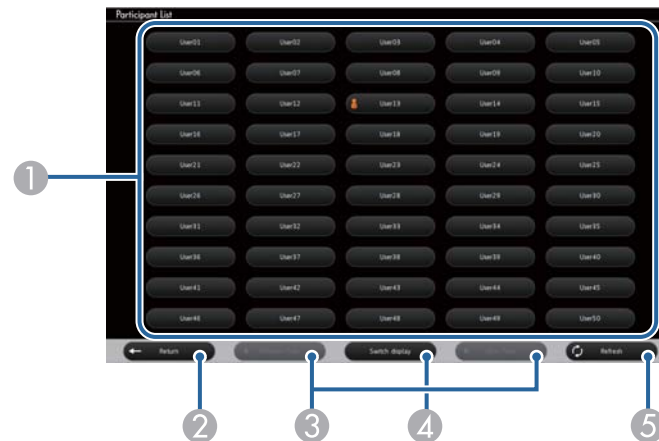 Participant List
User01 User02 User03 User04 User05
User06 User07 User08 User09 User10
User11 User12 User13 User14 User15
User16 User17 User18 User19 User20
1 User21 User22 User23 User24 User25
User26 User27 User28 User29 User30
User31 User32 User33 User34 User35
User36 User37 User38 User39 User40
User41 User42 User43 User44 User45
User46 User47 User48 User49 User50
Return Switch display Refresh
2 3 4 5